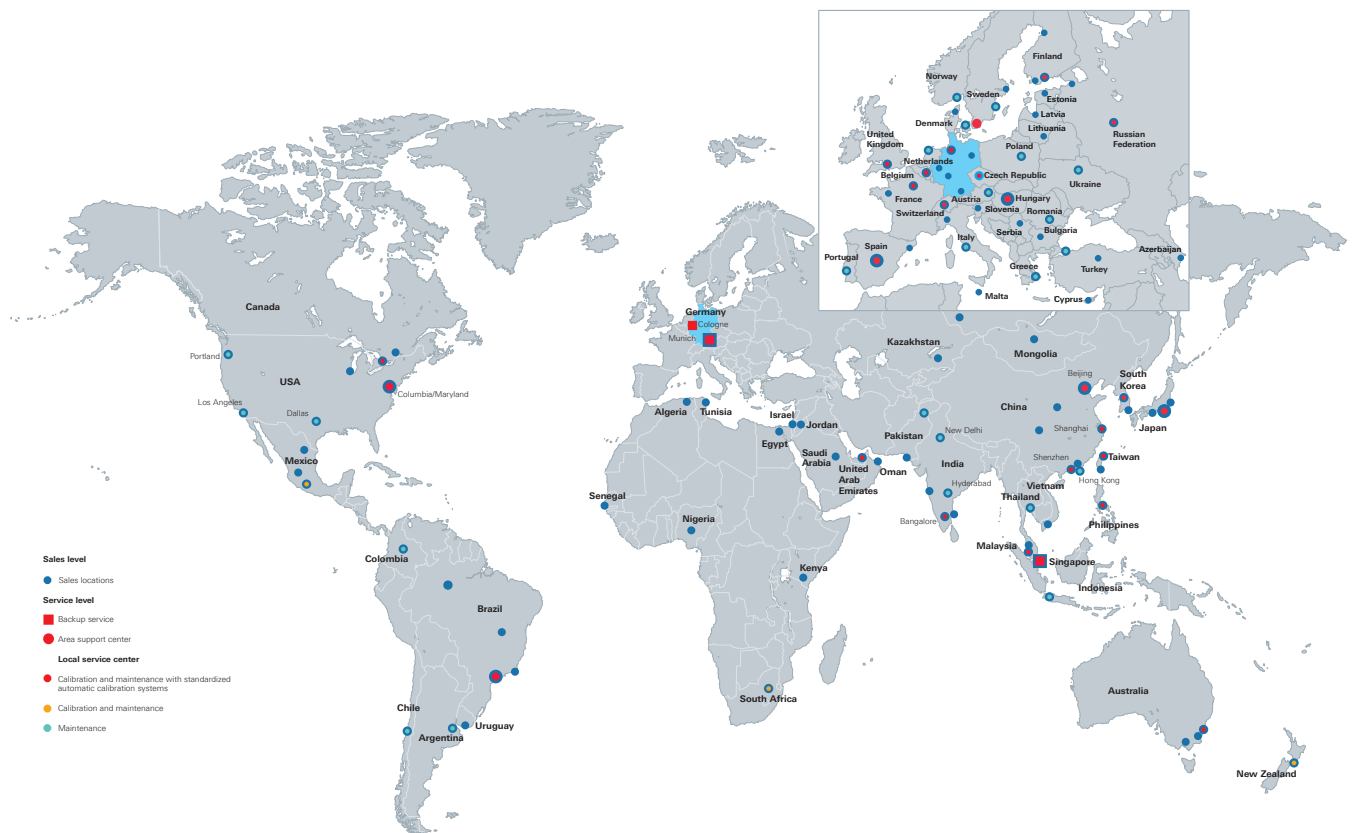 Finland
Norway
Sweden
Estonia
Latvia
Denmark
Lithuania
United
Kingdom
Russian
Federation
Poland
Netherlands
Belgium
Czech Republic
Ukraine
France
Austria
Hungary
Switzerland
Slovenia
Romania
Serbia
Bulgaria
Italy
Spain
Azerbaijan
Portugal
Greece
Turkey
Malta
Cyprus
Canada
Germany
Cologne
Munich
Portland
USA
Columbia/Maryland
Los Angeles
Dallas
Mexico
Kazakhstan
Mongolia
Beijing
South
Korea
China
Japan
Shanghai
Algeria
Tunisia
Israel
Jordan
Egypt
Pakistan
New Delhi
Saudi
Arabia
United
Arab
Emirates
Oman
India
Shenzhen
Taiwan
Hong Kong
Hyderabad
Vietnam
Thailand
Bangalore
Philippines
Senegal
Nigeria
Malaysia
Singapore
Kenya
Indonesia
Colombia
Brazil
South Africa
Chile
Uruguay
Argentina
Australia
New Zealand
Sales level
Sales locations
Service level
Backup service
Area support center
Local service center
Calibration and maintenance with standardized
automatic calibration systems
Calibration and maintenance
Maintenance